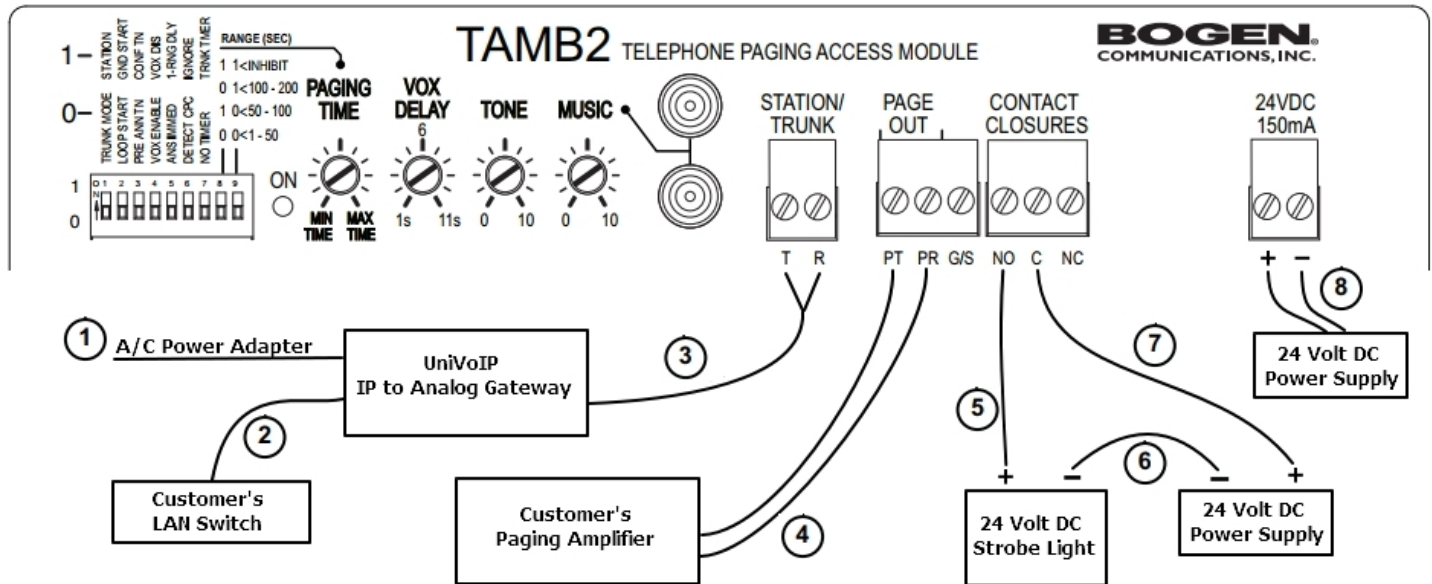 TAMB2 TELEPHONE PAGING ACCESS MODULE
BOGEN®
COMMUNICATIONS, INC.
1-
STATION
GND START
CONF TN
VOX DIS
1-RNG DLY
IGNORE
TRNK TMER
0-
TRUNK MODE
LOOP START
PRE ANN TN
VOX ENABLE
ANS IMMED
DETECT CPC
NO TIMER
RANGE (SEC)
1 1<INHIBIT
0 1<100 - 200
1 0<50 - 100
0 0<1 - 50
1
0
O N
1 2 3 4 5 6 7 8 9
ON
PAGING
TIME
MIN
TIME
MAX
TIME
VOX
DELAY
6
1s 11s
TONE
0 10
MUSIC
0 10
STATION/
TRUNK
T R
PAGE
OUT
PT PR G/S
CONTACT
CLOSURES
NO C NC
24VDC
150mA
+ −
1
A/C Power Adapter
UniVoIP
IP to Analog Gateway
2
Customer's
LAN Switch
3
Customer's
Paging Amplifier
4
5
+ −
24 Volt DC
Strobe Light
6
7
− +
24 Volt DC
Power Supply
8
24 Volt DC
Power Supply